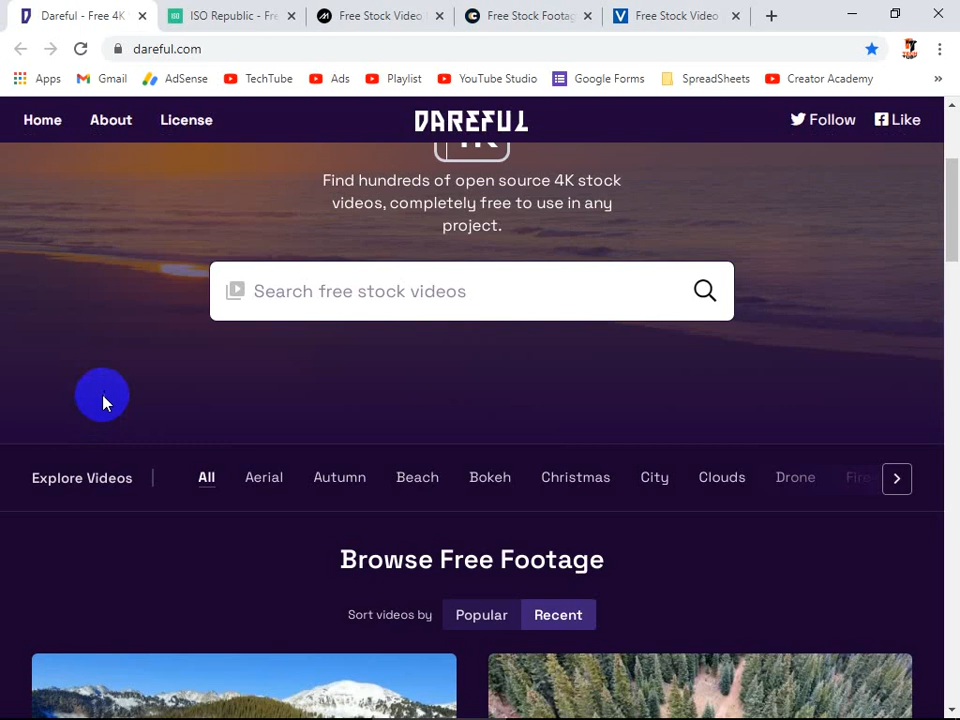 Dareful - Free 4K
ISO Republic - Fre
Free Stock Video
Free Stock Footag
Free Stock Video
dareful.com
Apps
Gmail
AdSense
TechTube
Ads
Playlist
YouTube Studio
Google Forms
SpreadSheets
Creator Academy
Home
About
License
DAREFUL
Follow
Like
Find hundreds of open source 4K stock
videos, completely free to use in any
project.
Search free stock videos
Explore Videos
All
Aerial
Autumn
Beach
Bokeh
Christmas
City
Clouds
Drone
Fire
Browse Free Footage
Sort videos by
Popular
Recent